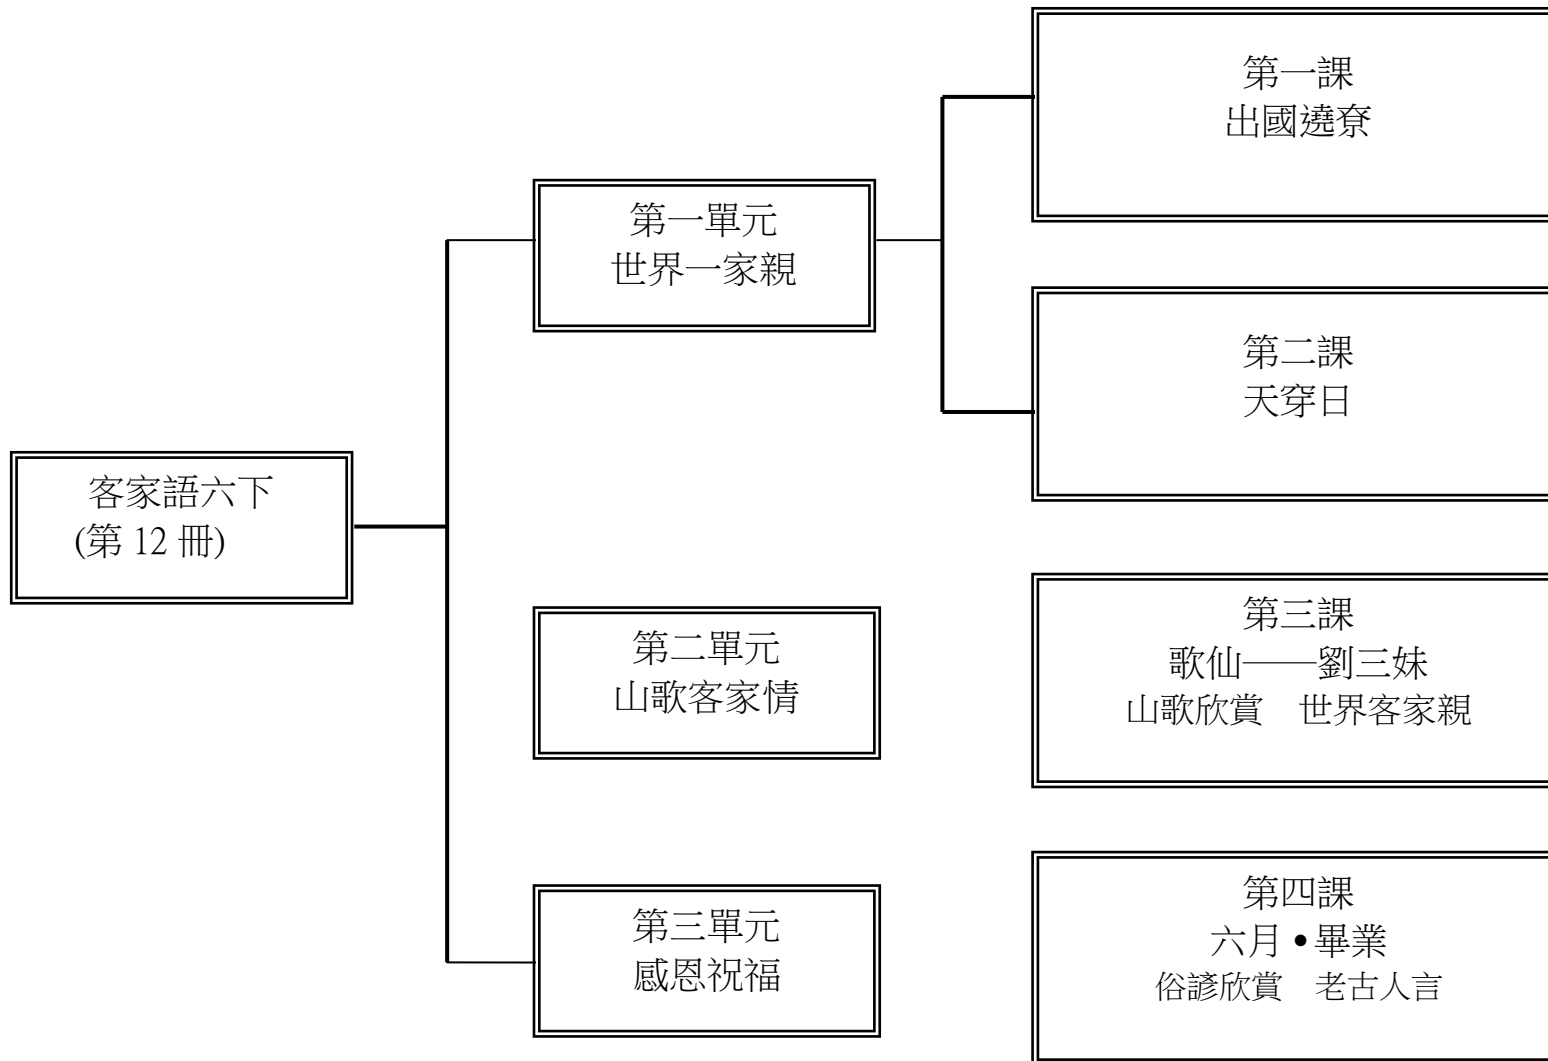 客家語六下
(第 12 冊)
第一單元
世界一家親
第一課
出國遶尞
第二課
天穿日
第二單元
山歌客家情
第三課
歌仙——劉三妹
山歌欣賞　世界客家親
第三單元
感恩祝福
第四課
六月•畢業
俗諺欣賞　老古人言